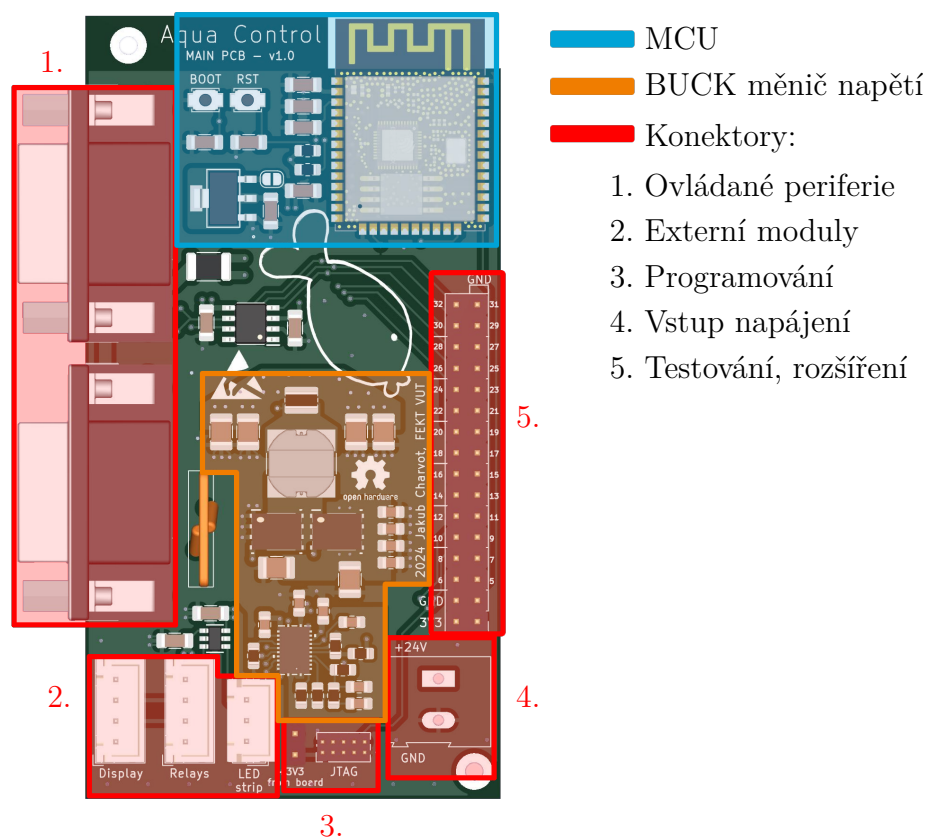 Aqua Control
MAIN PCB – v1.0
BOOT RST
1.
MCU
BUCK měnič napětí
Konektory:
1. Ovládané periferie
2. Externí moduly
3. Programování
4. Vstup napájení
5. Testování, rozšíření
GND
32 31
30 29
28 27
26 25
24 23
22 21
20 19
18 17
16 15
14 13
12 11
10 9
8 7
6 5
GND
3V3
5.
open hardware
2024 Jakub Charvot, FEKT VUT
+24V
GND
4.
2.
Display Relays LED
strip
3V3 JTAG
from board
3.